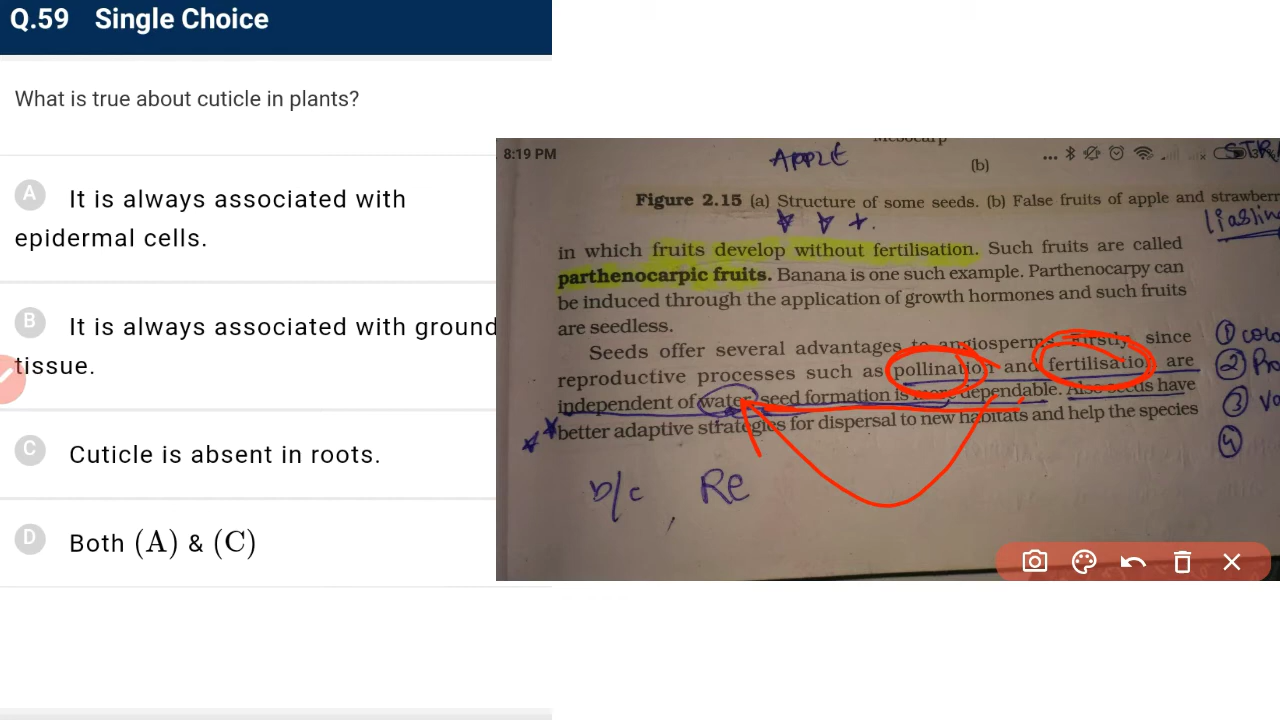 Q.59 Single Choice
What is true about cuticle in plants?
A It is always associated with
epidermal cells.
B It is always associated with ground
tissue.
C Cuticle is absent in roots.
D Both (A) & (C)
8:19 PM
APPLE
(b)
Figure 2.15 (a) Structure of some seeds. (b) False fruits of apple and strawberr
in which fruits develop without fertilisation. Such fruits are called
parthenocarpic fruits. Banana is one such example. Parthenocarpy can
be induced through the application of growth hormones and such fruits
are seedless.
Seeds offer several advantages to angiosperms. Firstly, since
reproductive processes such as pollination and fertilisation are
independent of water, seed formation is more dependable. Also seeds have
better adaptive strategies for dispersal to new habitats and help the species
b/c , Re
1
2 Pro
3
4